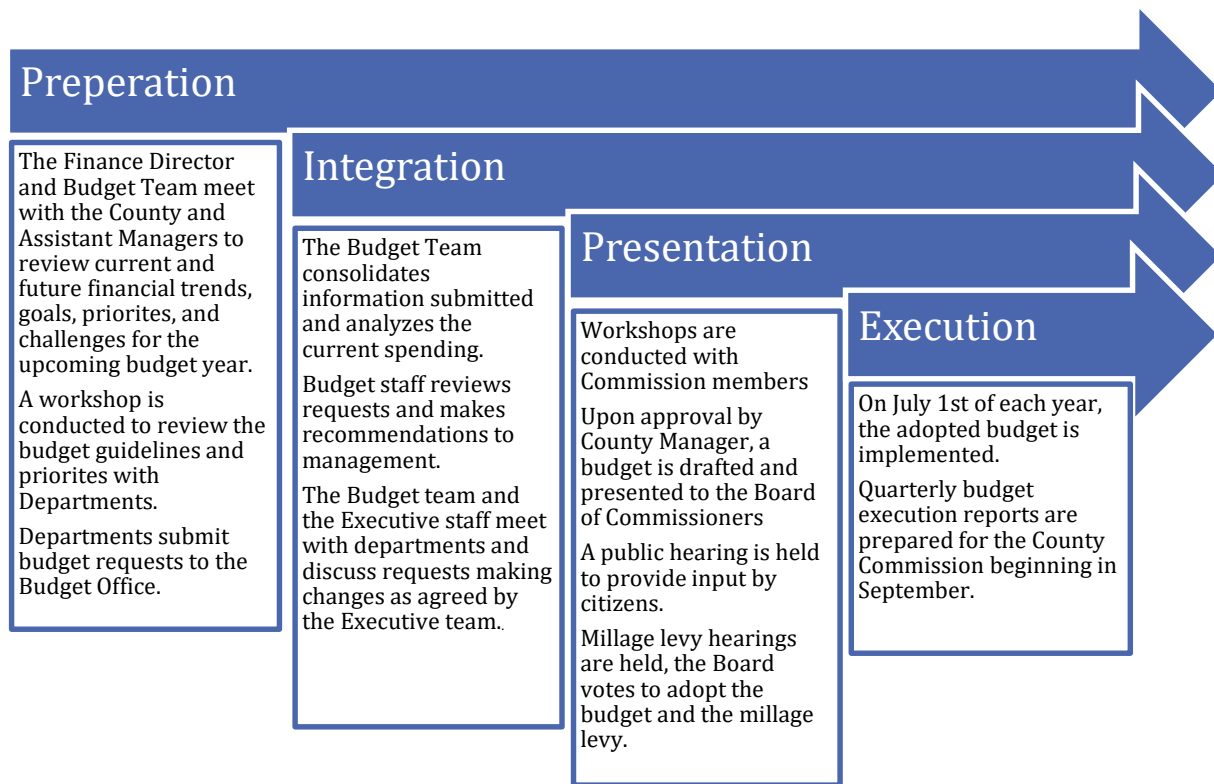 Preperation
The Finance Director
and Budget Team meet
with the County and
Assistant Managers to
review current and
future financial trends,
goals, priorites, and
challenges for the
upcoming budget year.
A workshop is
conducted to review the
budget guidelines and
priorites with
Departments.
Departments submit
budget requests to the
Budget Office.
Integration
The Budget Team
consolidates
information submitted
and analyzes the
current spending.
Budget staff reviews
requests and makes
recommendations to
management.
The Budget team and
the Executive staff meet
with departments and
discuss requests making
changes as agreed by
the Executive team..
Presentation
Workshops are
conducted with
Commission members
Upon approval by
County Manager, a
budget is drafted and
presented to the Board
of Commissioners
A public hearing is held
to provide input by
citizens.
Millage levy hearings
are held, the Board
votes to adopt the
budget and the millage
levy.
Execution
On July 1st of each year,
the adopted budget is
implemented.
Quarterly budget
execution reports are
prepared for the County
Commission beginning in
September.